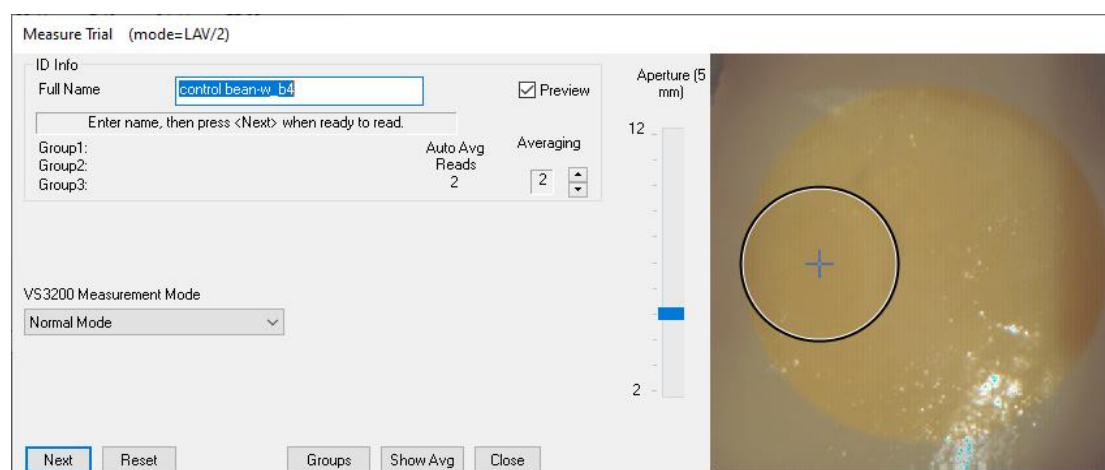 Measure Trial (mode=LAV/2)
ID Info
Full Name control bean-w_b4 Preview
Enter name, then press <Next> when ready to read.
Group1:
Group2:
Group3:
Auto Avg
Reads
2
Averaging
2
Aperture (5
mm)
12
2
VS3200 Measurement Mode
Normal Mode
Next Reset Groups Show Avg Close